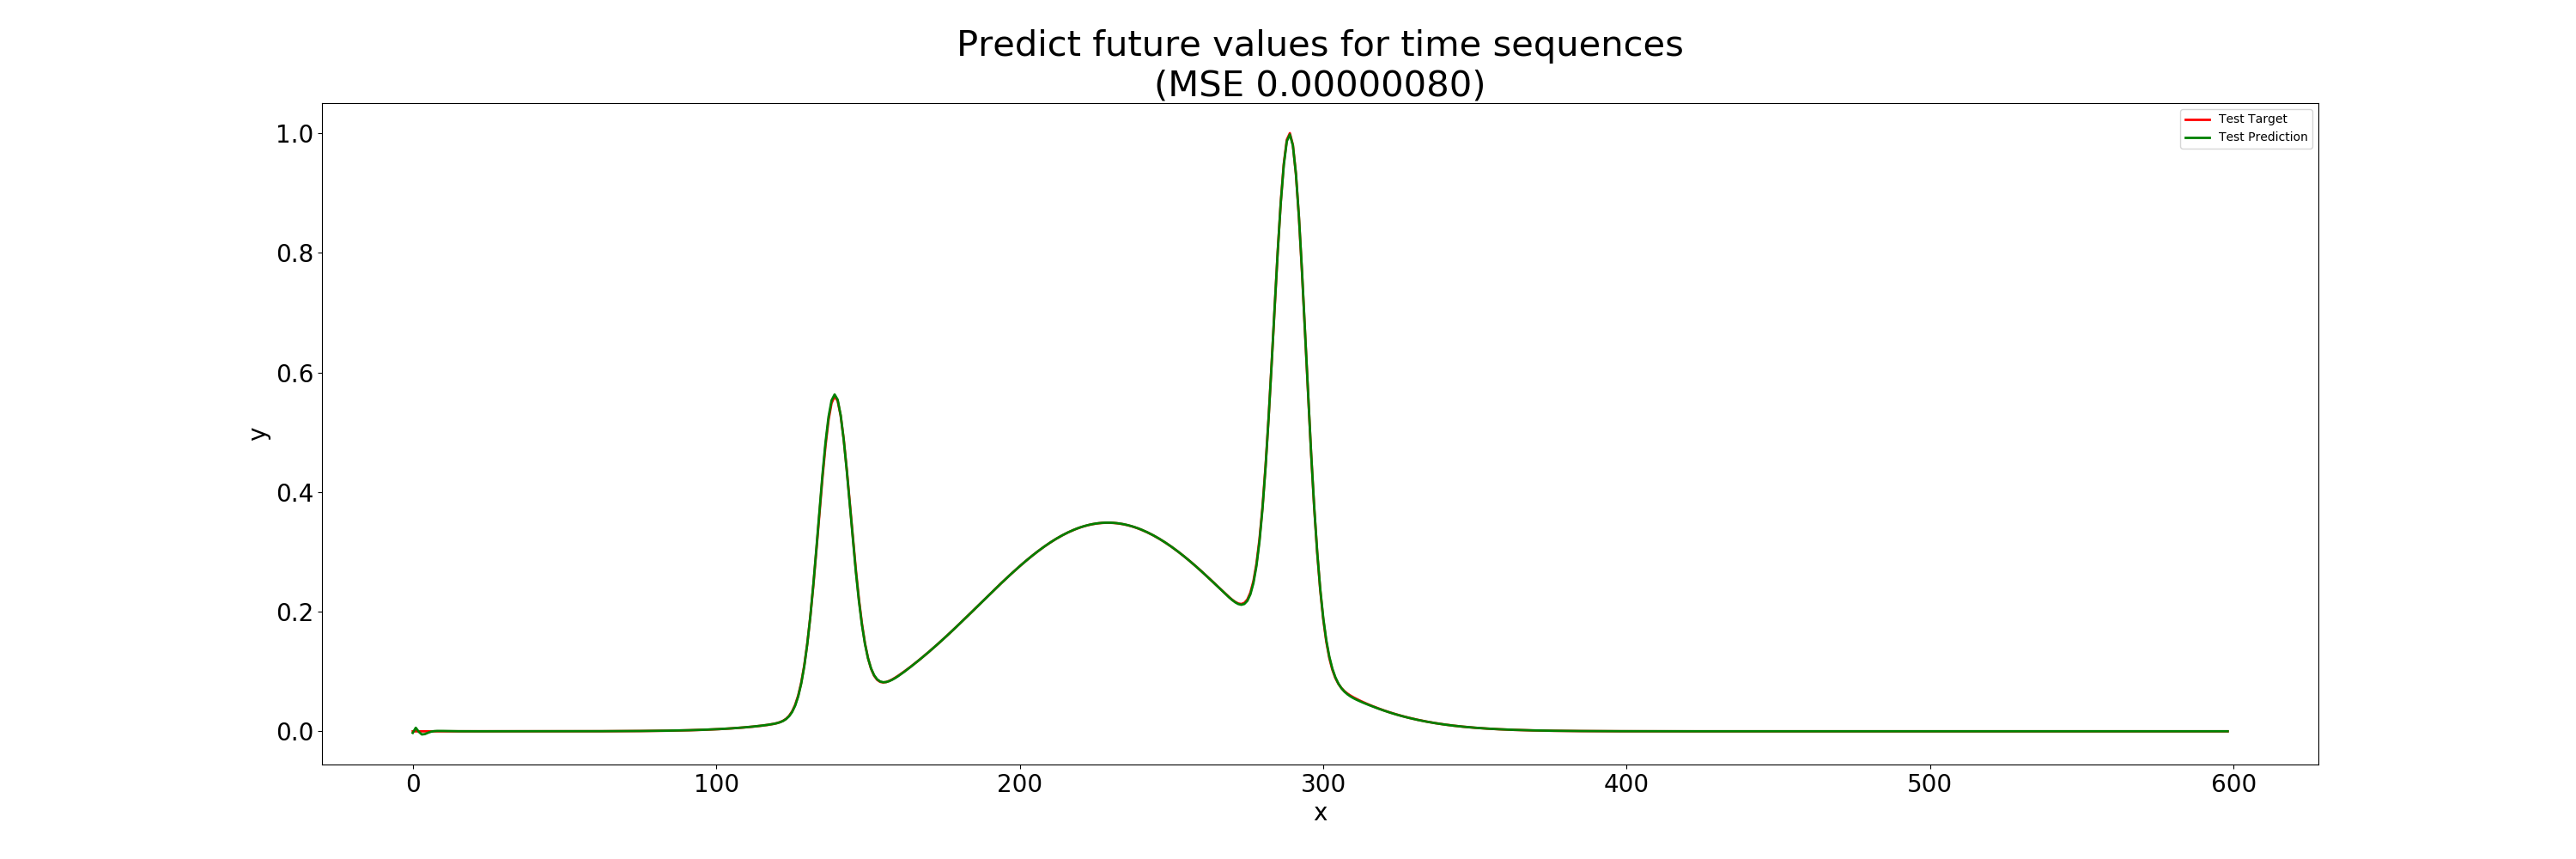 Predict future values for time sequences
(MSE 0.00000080)
Test Target
Test Prediction
1.0
0.8
0.6
0.4
0.2
0.0
y
0 100 200 300 400 500 600
x